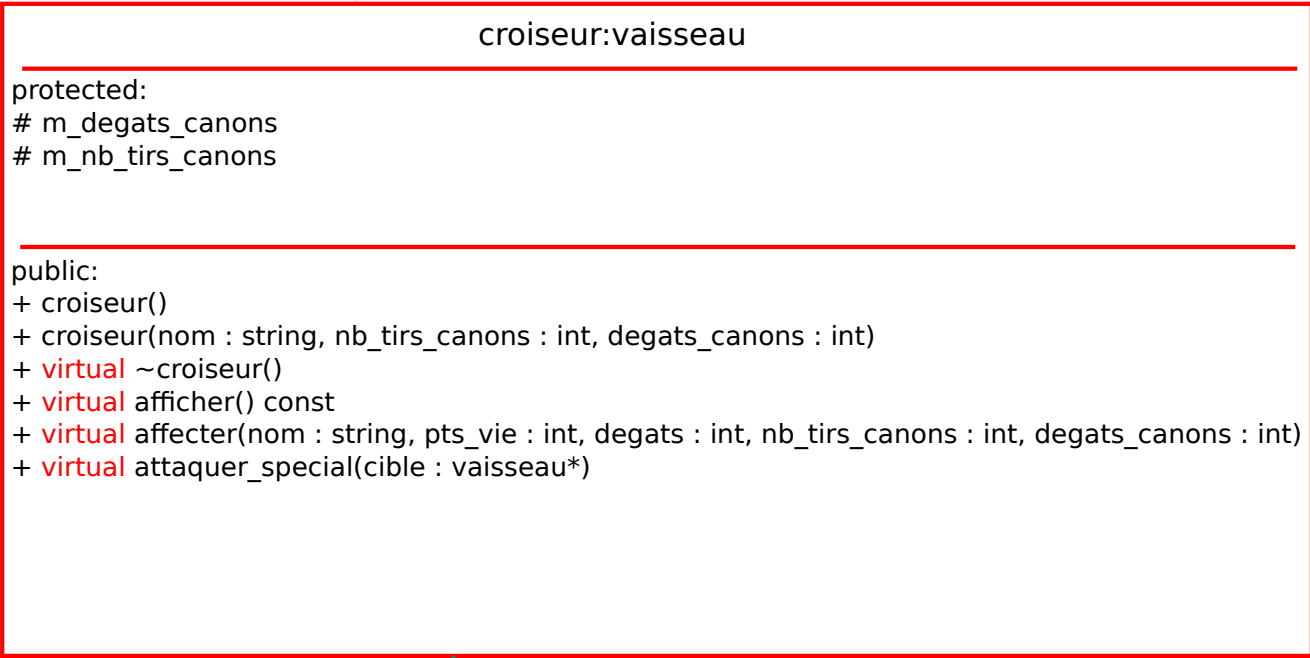 croiseur:vaisseau
protected:
# m_degats_canons
# m_nb_tirs_canons
public:
+ croiseur()
+ croiseur(nom : string, nb_tirs_canons : int, degats_canons : int)
+ virtual ~croiseur()
+ virtual afficher() const
+ virtual affecter(nom : string, pts_vie : int, degats : int, nb_tirs_canons : int, degats_canons : int)
+ virtual attaquer_special(cible : vaisseau*)